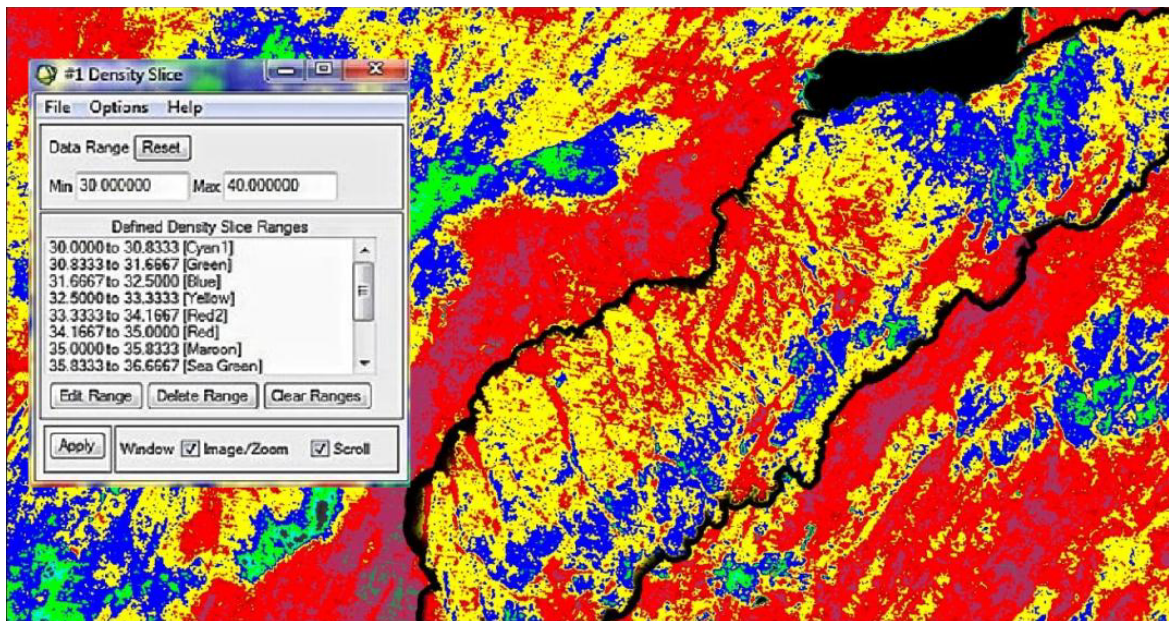 #1 Density Slice
File Options Help
Data Range Reset
Min 30.000000 Max 40.000000
Defined Density Slice Ranges
30.0000 to 30.8333 [Cyan1]
30.8333 to 31.6667 [Green]
31.6667 to 32.5000 [Blue]
32.5000 to 33.3333 [Yellow]
33.3333 to 34.1667 [Red2]
34.1667 to 35.0000 [Red]
35.0000 to 35.8333 [Maroon]
35.8333 to 36.6667 [Sea Green]
Edit Range Delete Range Clear Ranges
Apply Window Image/Zoom Scroll